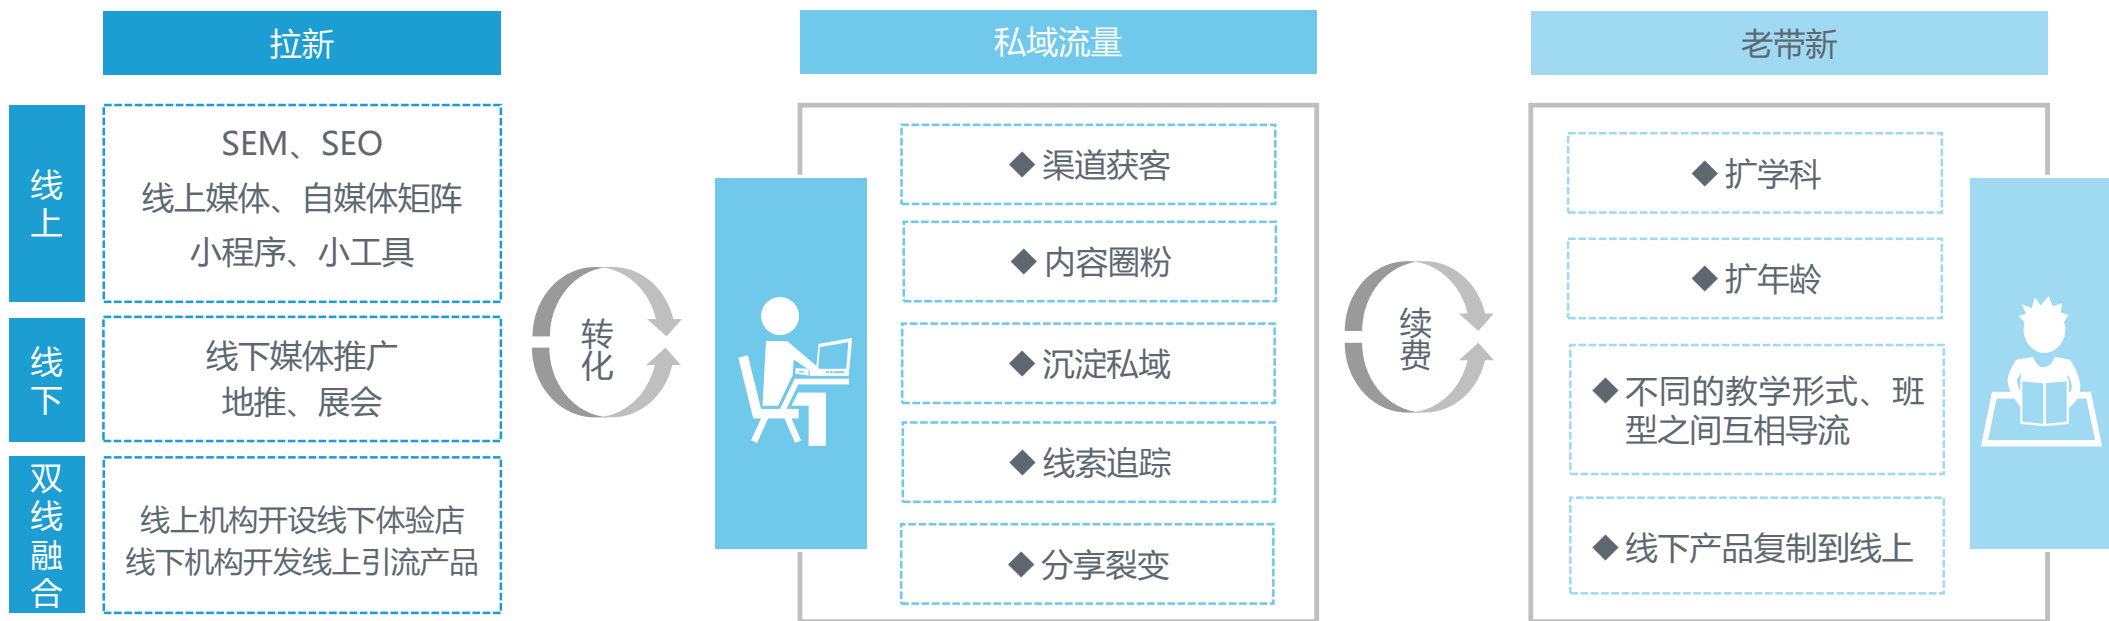 拉新
线上
SEM、SEO
线上媒体、自媒体矩阵
小程序、小工具
线下
线下媒体推广
地推、展会
双线融合
线上机构开设线下体验店
线下机构开发线上引流产品
转化
私域流量
◆ 渠道获客
◆ 内容圈粉
◆ 沉淀私域
◆ 线索追踪
◆ 分享裂变
续费
老带新
◆ 扩学科
◆ 扩年龄
◆ 不同的教学形式、班
型之间互相导流
◆ 线下产品复制到线上